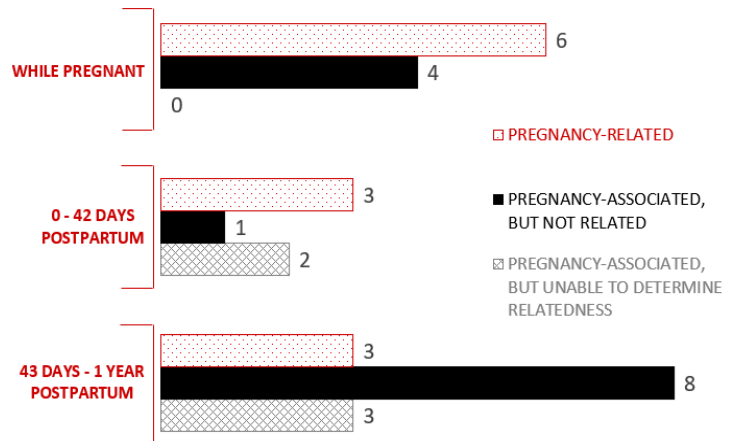 6
WHILE PREGNANT
4
0
PREGNANCY-RELATED
3
PREGNANCY-ASSOCIATED,
BUT NOT RELATED
0 - 42 DAYS
POSTPARTUM
1
2
PREGNANCY-ASSOCIATED,
BUT UNABLE TO DETERMINE
RELATEDNESS
3
43 DAYS - 1 YEAR
POSTPARTUM
8
3